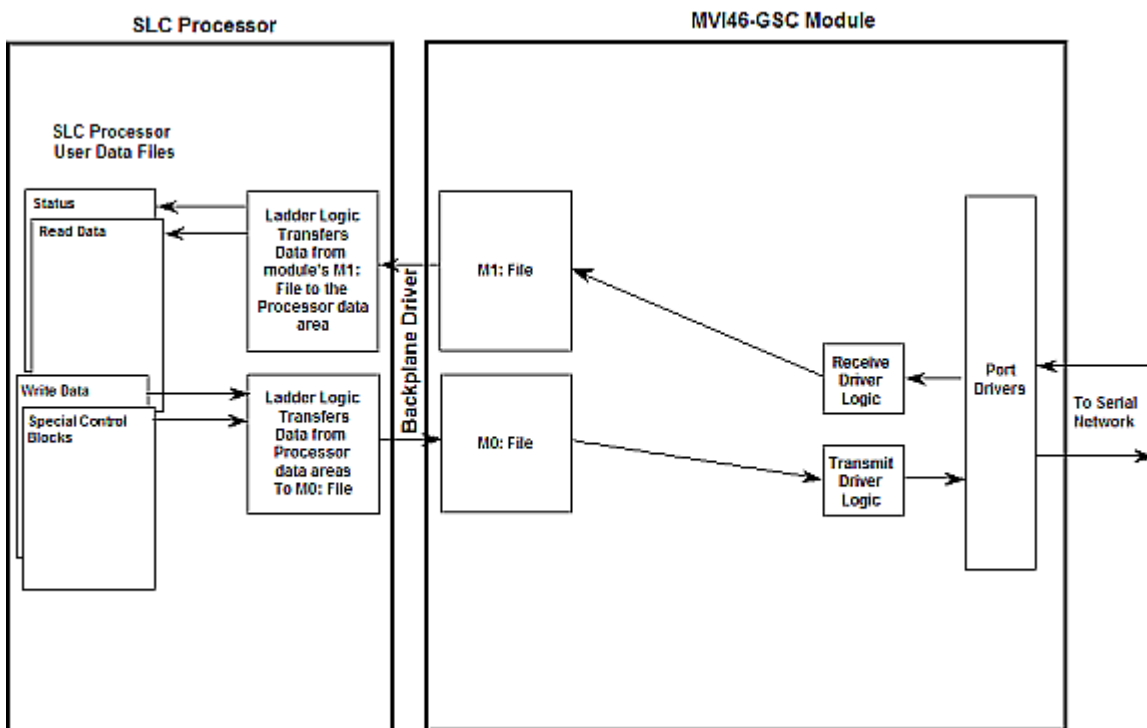 SLC Processor
MVI46-GSC Module
SLC Processor
User Data Files
Status
Read Data
Ladder Logic
Transfers
Data from
module's M1:
File to the
Processor data
area
Backplane Driver
M1: File
Receive
Driver
Logic
Port
Drivers
To Serial
Network
Write Data
Special Control
Blocks
Ladder Logic
Transfers
Data from
Processor
data areas
To M0: File
M0: File
Transmit
Driver
Logic